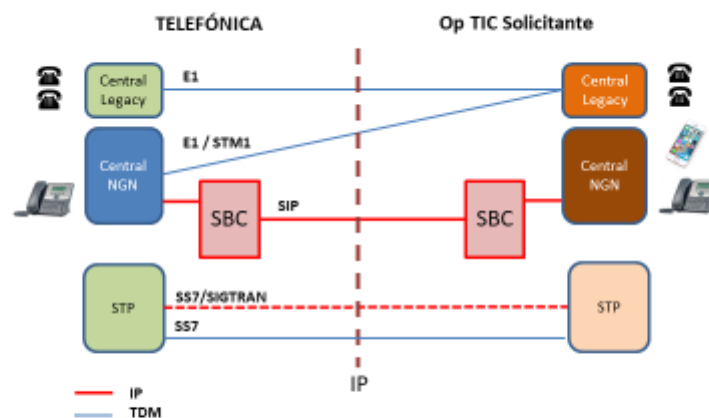 TELEFÓNICA
Op TIC Solicitante
Central
Legacy
E1
Central
Legacy
E1 / STM1
Central
NGN
Central
NGN
SBC
SIP
SBC
STP
SS7/SIGTRAN
SS7
STP
IP
IP
TDM